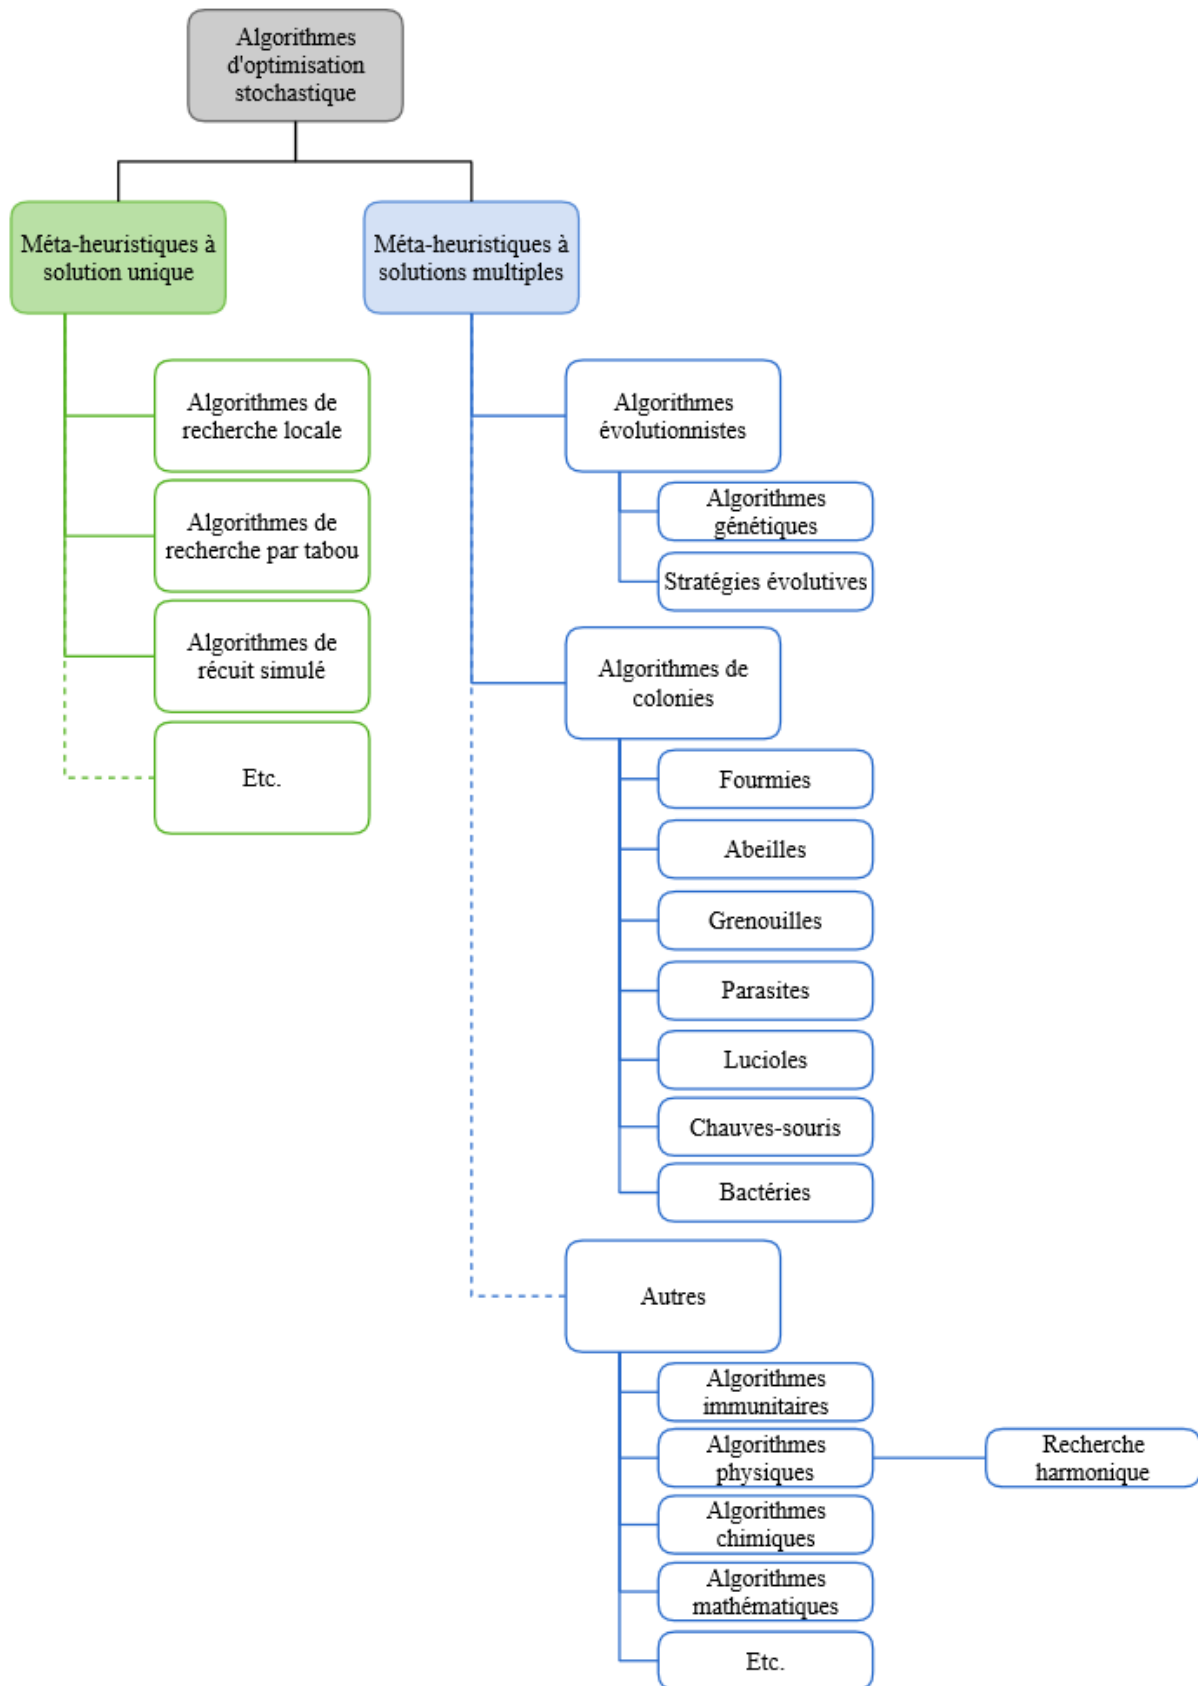 Algorithmes
d'optimisation
stochastique
Méta-heuristiques à
solution unique
Méta-heuristiques à
solutions multiples
Algorithmes de
recherche locale
Algorithmes de
recherche par tabou
Algorithmes de
récuit simulé
Etc.
Algorithmes
évolutionnistes
Algorithmes
génétiques
Stratégies évolutives
Algorithmes de
colonies
Fourmies
Abeilles
Grenouilles
Parasites
Lucioles
Chauves-souris
Bactéries
Autres
Algorithmes
immunitaires
Algorithmes
physiques
Recherche
harmonique
Algorithmes
chimiques
Algorithmes
mathématiques
Etc.